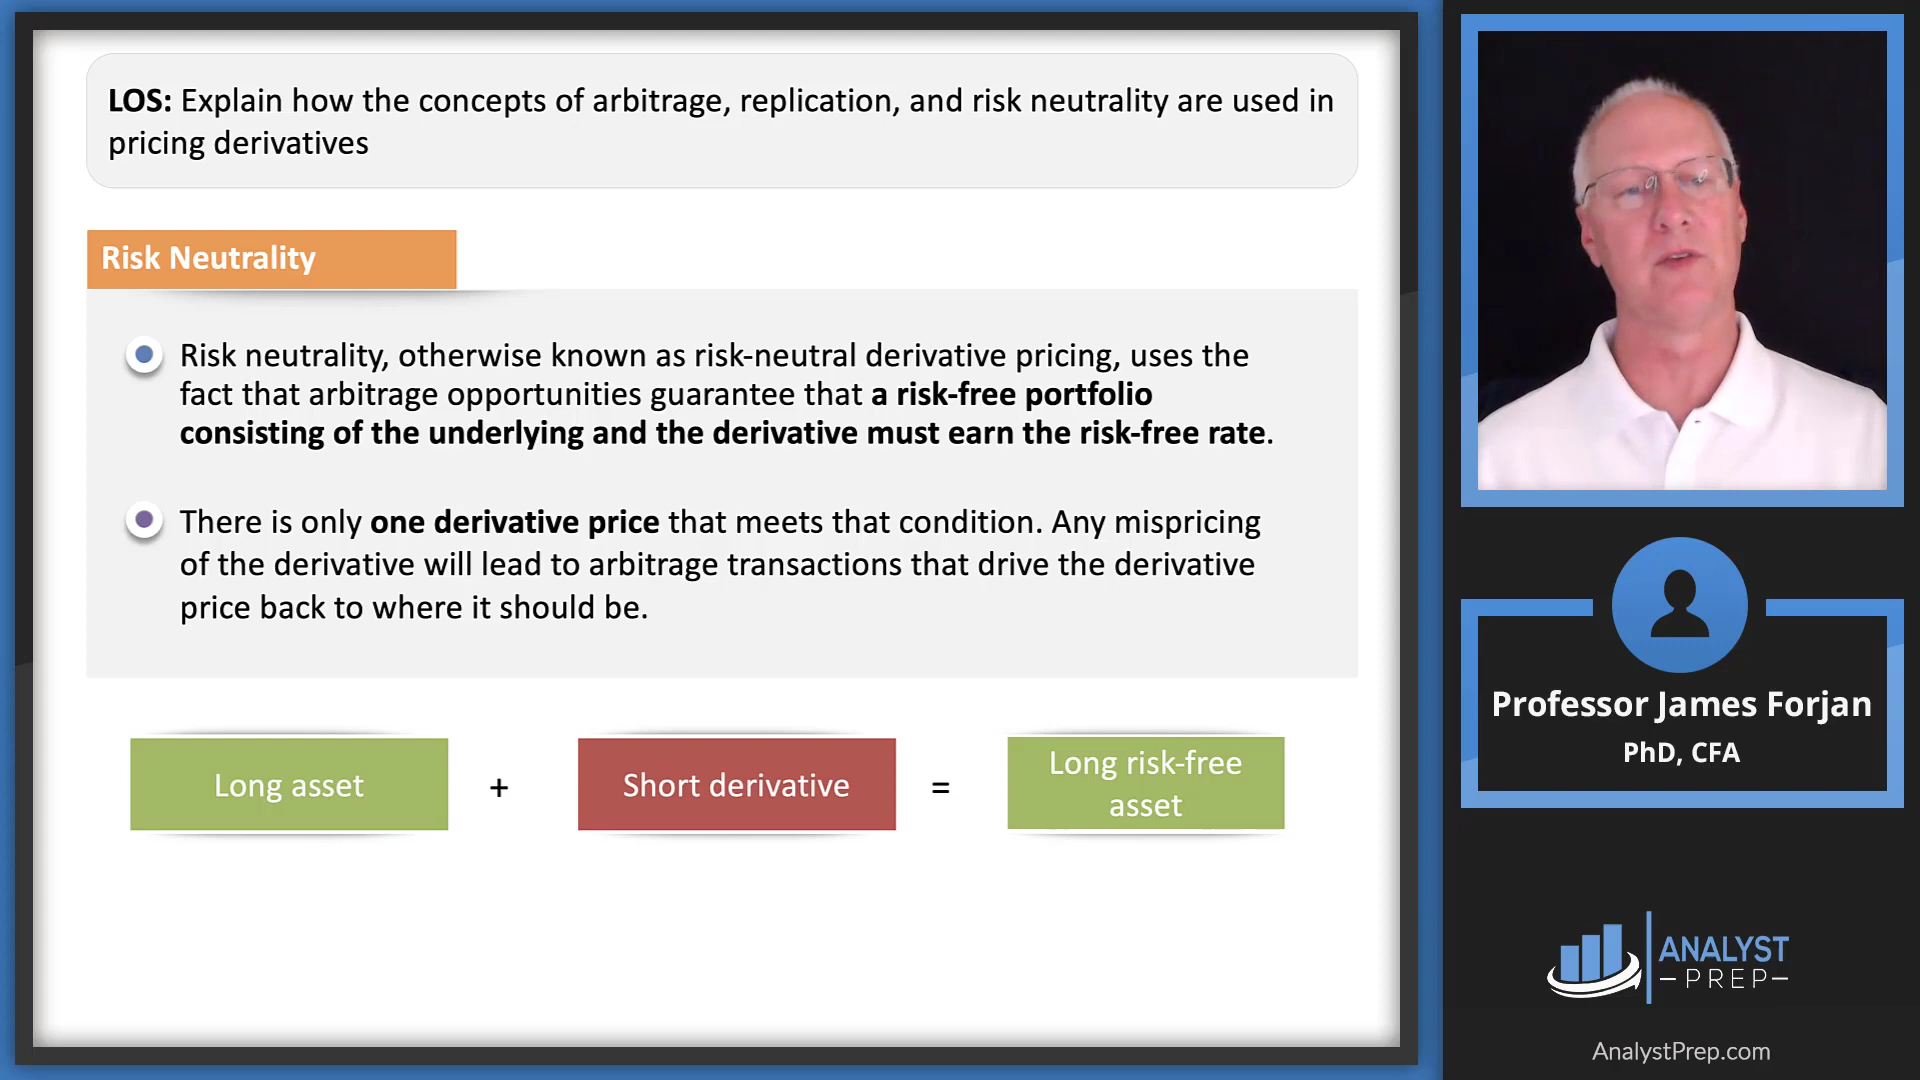 LOS: Explain how the concepts of arbitrage, replication, and risk neutrality are used in
pricing derivatives
Risk Neutrality
Risk neutrality, otherwise known as risk-neutral derivative pricing, uses the
fact that arbitrage opportunities guarantee that a risk-free portfolio
consisting of the underlying and the derivative must earn the risk-free rate.
There is only one derivative price that meets that condition. Any mispricing
of the derivative will lead to arbitrage transactions that drive the derivative
price back to where it should be.
Long asset
+
Short derivative
=
Long risk-free
asset
Professor James Forjan
PhD, CFA
ANALYST
PREP
AnalystPrep.com